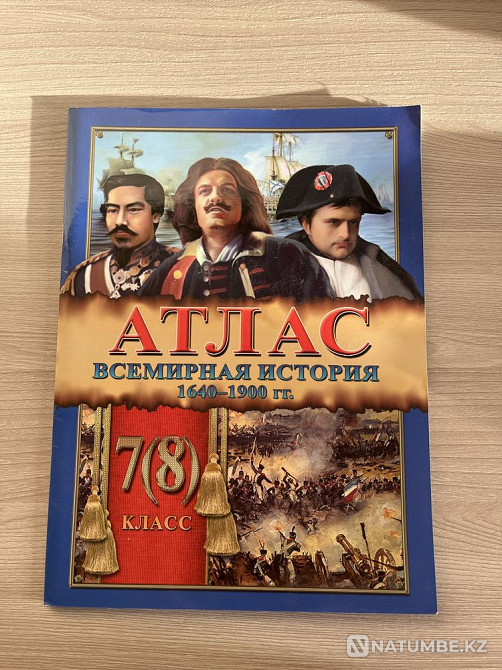 АТЛАС
ВСЕМИРНАЯ ИСТОРИЯ
1640–1900 гг.
7(8)
КЛАСС
NATUMBE.KZ